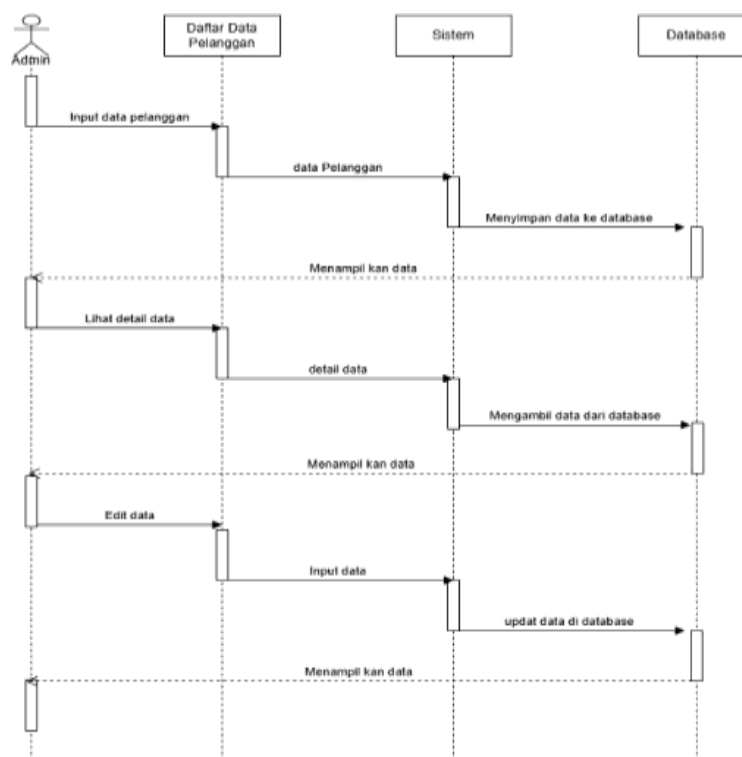 Daftar Data
Pelanggan
Sistem
Database
Admin
Input data pelanggan
data Pelanggan
Menyimpan data ke database
Menampil kan data
Lihat detail data
detail data
Mengambil data dari database
Menampil kan data
Edit data
Input data
updat data di database
Menampil kan data